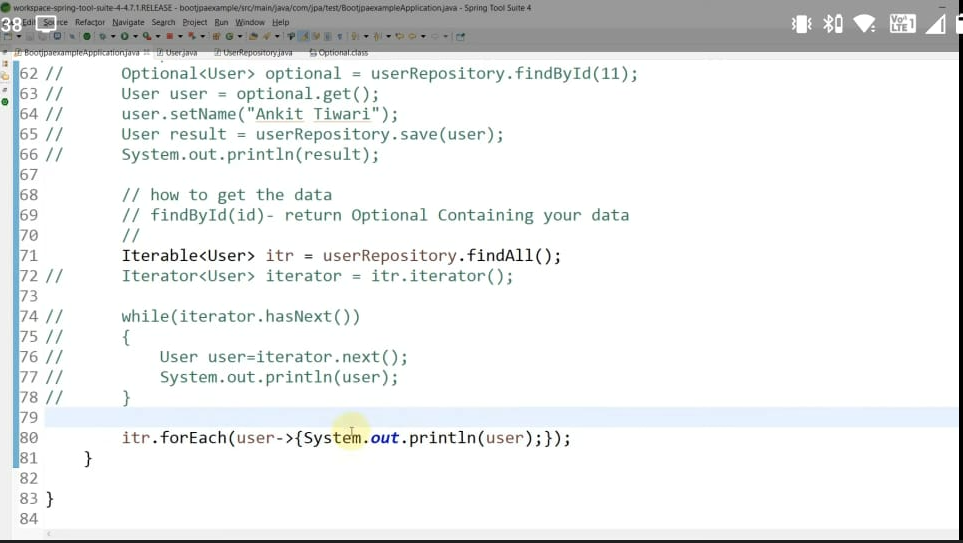 workspace-spring-tool-suite-4-4.7.1.RELEASE - bootjpaexample/src/main/java/com/jpa/test/BootjpaexampleApplication.java - Spring Tool Suite 4
38
Edit Source Refactor Navigate Search Project Run Window Help
Vo
LTE 1
BootjpaexampleApplication.java User.java UserRepository.java Optional.class
62 // Optional<User> optional = userRepository.findById(11);
63 // User user = optional.get();
64 // user.setName("Ankit Tiwari");
65 // User result = userRepository.save(user);
66 // System.out.println(result);
67
68 // how to get the data
69 // findById(id)- return Optional Containing your data
70 //
71 Iterable<User> itr = userRepository.findAll();
72 // Iterator<User> iterator = itr.iterator();
73
74 // while(iterator.hasNext())
75 // {
76 // User user=iterator.next();
77 // System.out.println(user);
78 // }
79
80 itr.forEach(user->{System.out.println(user);});
81 }
82
83 }
84